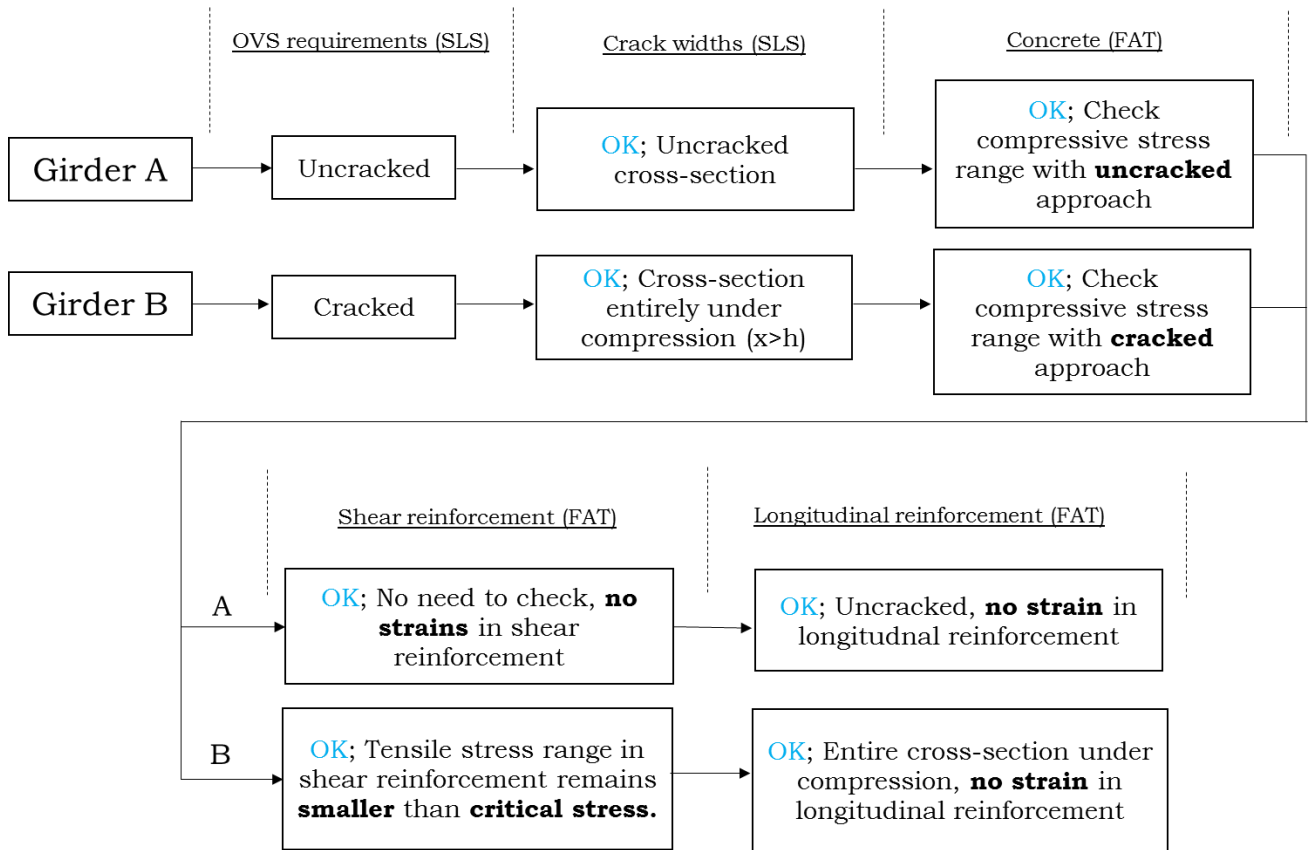 OVS requirements (SLS)
Crack widths (SLS)
Concrete (FAT)
Girder A
Uncracked
OK; Uncracked
cross-section
OK; Check
compressive stress
range with uncracked
approach
Girder B
Cracked
OK; Cross-section
entirely under
compression (x>h)
OK; Check
compressive stress
range with cracked
approach
Shear reinforcement (FAT)
Longitudinal reinforcement (FAT)
A
OK; No need to check, no
strains in shear
reinforcement
OK; Uncracked, no strain in
longitudnal reinforcement
B
OK; Tensile stress range in
shear reinforcement remains
smaller than critical stress.
OK; Entire cross-section under
compression, no strain in
longitudinal reinforcement